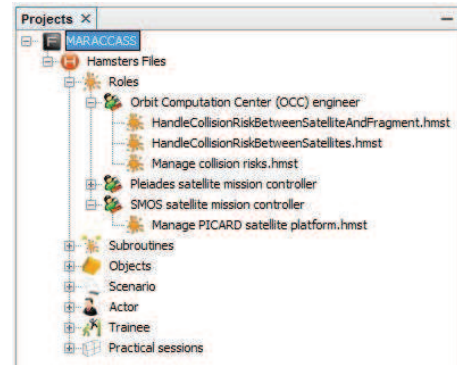 Projects
MARACCASS
Hamsters Files
Roles
Orbit Computation Center (OCC) engineer
HandleCollisionRiskBetweenSatelliteAndFragment.hmst
HandleCollisionRiskBetweenSatellites.hmst
Manage collision risks.hmst
Pleiades satellite mission controller
SMOS satellite mission controller
Manage PICARD satellite platform.hmst
Subroutines
Objects
Scenario
Actor
Trainee
Practical sessions